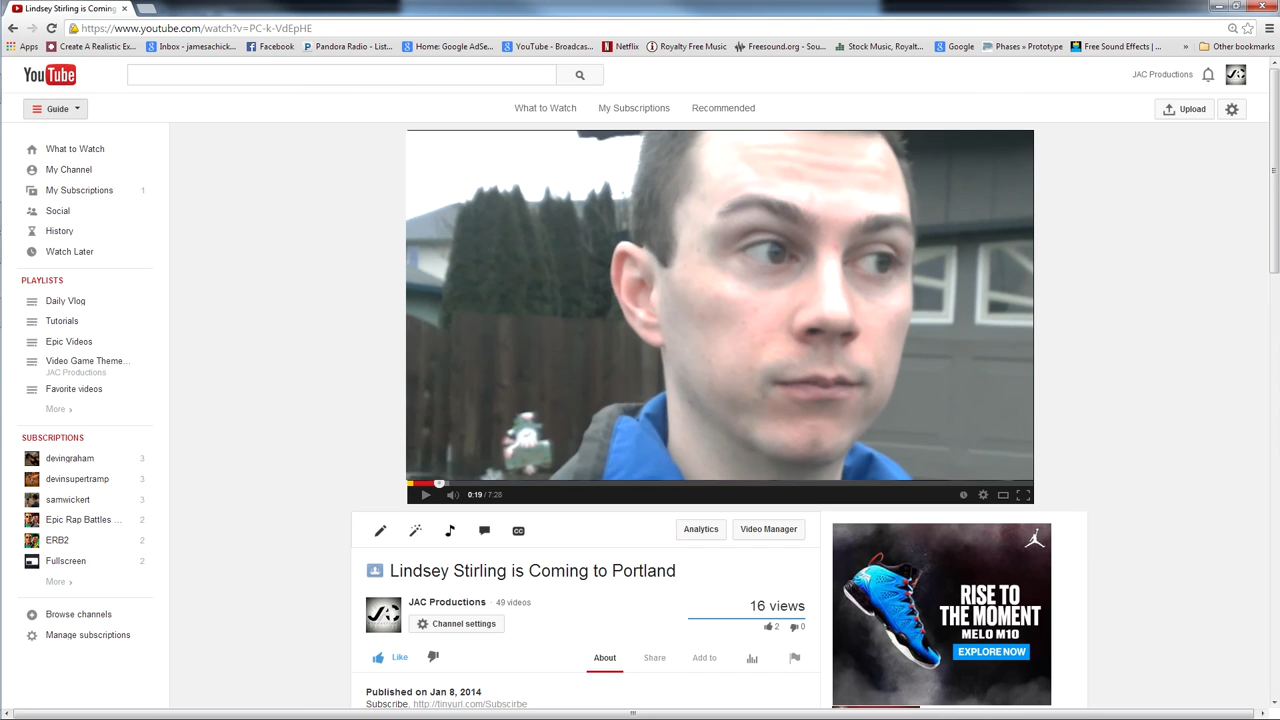 Lindsey Stirling is Coming
https://www.youtube.com/watch?v=PC-k-VdEpHE
Apps Create A Realistic Ex... Inbox - jamesachick... Facebook Pandora Radio - List... Home: Google AdSe... YouTube - Broadcas... Netflix Royalty Free Music Freesound.org - Sou... Stock Music, Royalt... Google Phases » Prototype Free Sound Effects | ... » Other bookmarks
YouTube JAC Productions
Guide What to Watch My Subscriptions Recommended Upload
What to Watch
My Channel
My Subscriptions 1
Social
History
Watch Later
PLAYLISTS
Daily Vlog
Tutorials
Epic Videos
Video Game Theme...
JAC Productions
Favorite videos
More ›
SUBSCRIPTIONS
devingraham 3
devinsupertramp 3
samwickert 3
Epic Rap Battles ... 2
ERB2 2
Fullscreen 2
More ›
Browse channels
Manage subscriptions
0:19 / 7:28
CC Analytics Video Manager
Lindsey Stirling is Coming to Portland
JAC Productions · 49 videos
Channel settings
16 views
2 0
Like About Share Add to
Published on Jan 8, 2014
Subscribe. http://tinyurl.com/Subscirbe
RISE TO
THE MOMENT
MELO M10
EXPLORE NOW